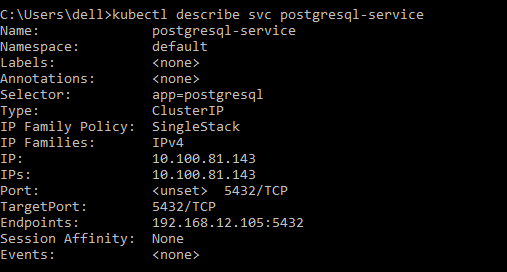 C:\Users\dell>kubectl describe svc postgresql-service
Name:              postgresql-service
Namespace:         default
Labels:            <none>
Annotations:       <none>
Selector:          app=postgresql
Type:              ClusterIP
IP Family Policy:  SingleStack
IP Families:       IPv4
IP:                10.100.81.143
IPs:               10.100.81.143
Port:              <unset>  5432/TCP
TargetPort:        5432/TCP
Endpoints:         192.168.12.105:5432
Session Affinity:  None
Events:            <none>